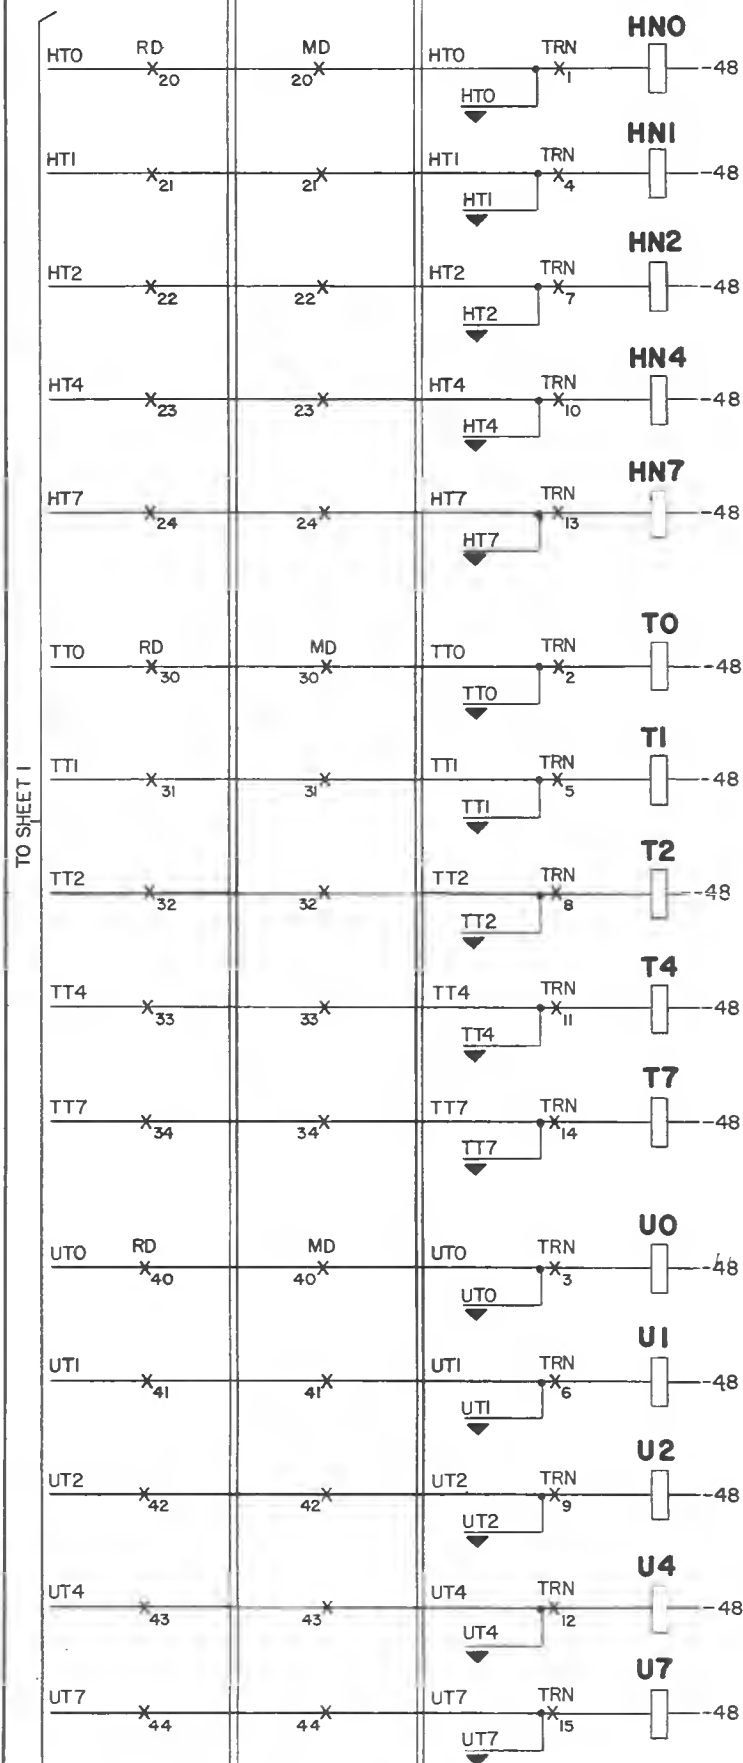 HN0
HT0 RD MD HT0 TRN
20 20 1 -48
HT0
HN1
HT1 HT1 TRN
21 21 4 -48
HT1
HN2
HT2 HT2 TRN
22 22 7 -48
HT2
HN4
HT4 HT4 TRN
23 23 10 -48
HT4
HN7
HT7 HT7 TRN
24 24 13 -48
HT7
T0
TT0 RD MD TT0 TRN
30 30 2 -48
TT0
T1
TT1 TT1 TRN
31 31 5 -48
TT1
TO SHEET 1
T2
TT2 TT2 TRN
32 32 8 -48
TT2
T4
TT4 TT4 TRN
33 33 11 -48
TT4
T7
TT7 TT7 TRN
34 34 14 -48
TT7
U0
UT0 RD MD UT0 TRN
40 40 3 -48
UT0
U1
UT1 UT1 TRN
41 41 6 -48
UT1
U2
UT2 UT2 TRN
42 42 9 -48
UT2
U4
UT4 UT4 TRN
43 43 12 -48
UT4
U7
UT7 UT7 TRN
44 44 15 -48
UT7